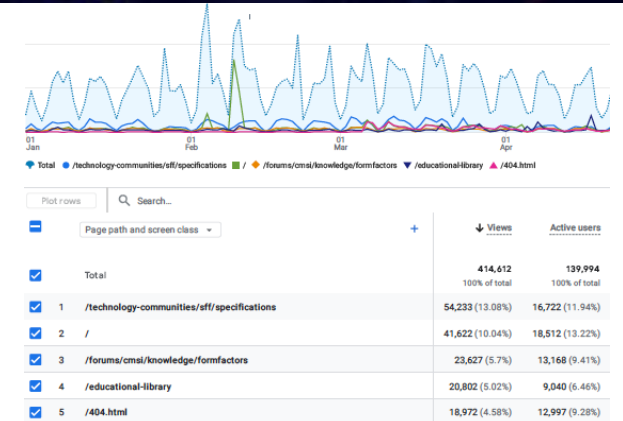 01 Jan
01 Feb
01 Mar
01 Apr
Total /technology-communities/sff/specifications / /forums/cmsi/knowledge/formfactors /educational-library /404.html
Plot rows Search...
Page path and screen class + Views Active users
Total 414,612 139,994
100% of total 100% of total
1 /technology-communities/sff/specifications 54,233 (13.08%) 16,722 (11.94%)
2 / 41,622 (10.04%) 18,512 (13.22%)
3 /forums/cmsi/knowledge/formfactors 23,627 (5.7%) 13,168 (9.41%)
4 /educational-library 20,802 (5.02%) 9,040 (6.46%)
5 /404.html 18,972 (4.58%) 12,997 (9.28%)